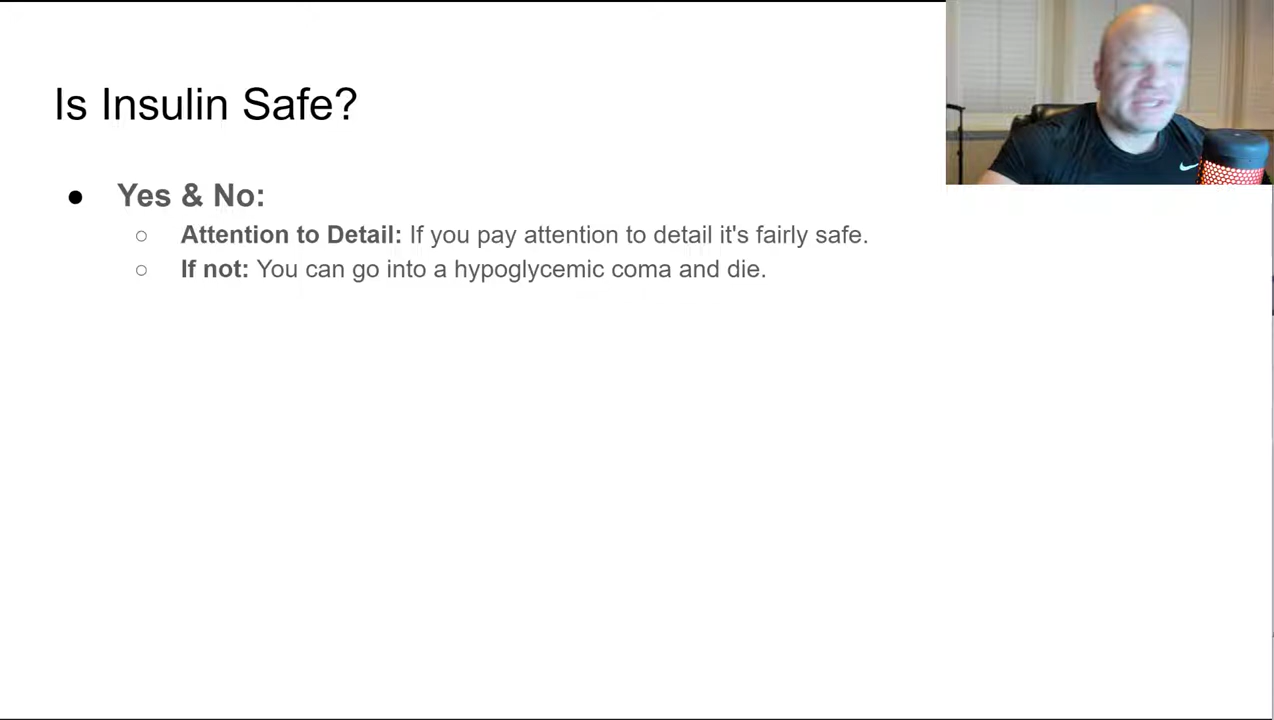 Is Insulin Safe?
● Yes & No:
○ Attention to Detail: If you pay attention to detail it's fairly safe.
○ If not: You can go into a hypoglycemic coma and die.